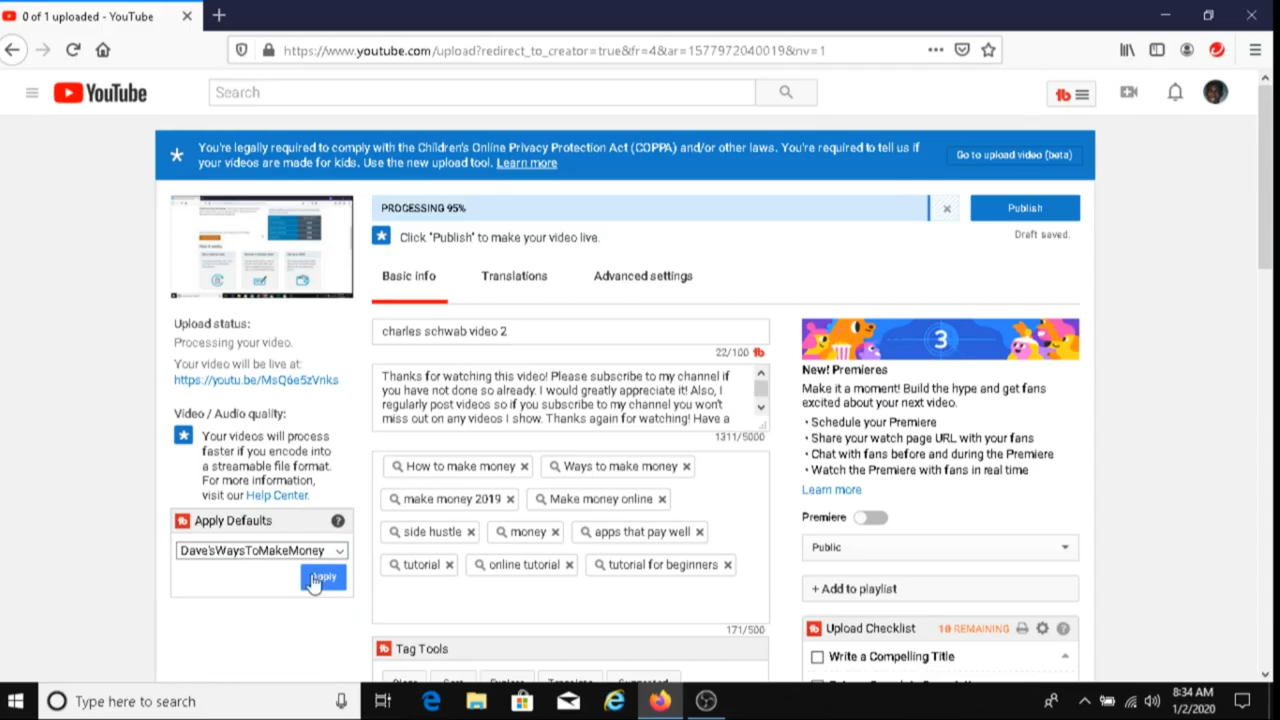 0 of 1 uploaded - YouTube
https://www.youtube.com/upload?redirect_to_creator=true&fr=4&ar=1577972040019&nv=1
YouTube
Search
You're legally required to comply with the Children's Online Privacy Protection Act (COPPA) and/or other laws. You're required to tell us if
your videos are made for kids. Use the new upload tool. Learn more
Go to upload video (beta)
PROCESSING 95%
Publish
Click "Publish" to make your video live.
Draft saved.
Basic info
Translations
Advanced settings
Upload status:
Processing your video.
Your video will be live at:
https://youtu.be/MsQ6e5zVnks
Video / Audio quality:
Your videos will process
faster if you encode into
a streamable file format.
For more information,
visit our Help Center.
Apply Defaults
Dave'sWaysToMakeMoney
Apply
charles schwab video 2
22/100 tb
Thanks for watching this video! Please subscribe to my channel if
you have not done so already. I would greatly appreciate it! Also, I
regularly post videos so if you subscribe to my channel you won't
miss out on any videos I show. Thanks again for watching! Have a
1311/5000
How to make money
Ways to make money
make money 2019
Make money online
side hustle
money
apps that pay well
tutorial
online tutorial
tutorial for beginners
171/500
tb Tag Tools
3
New! Premieres
Make it a moment! Build the hype and get fans
excited about your next video.
• Schedule your Premiere
• Share your watch page URL with your fans
• Chat with fans before and during the Premiere
• Watch the Premiere with fans in real time
Learn more
Premiere
Public
+ Add to playlist
tb Upload Checklist 10 REMAINING
Write a Compelling Title
Type here to search
8:34 AM
1/2/2020